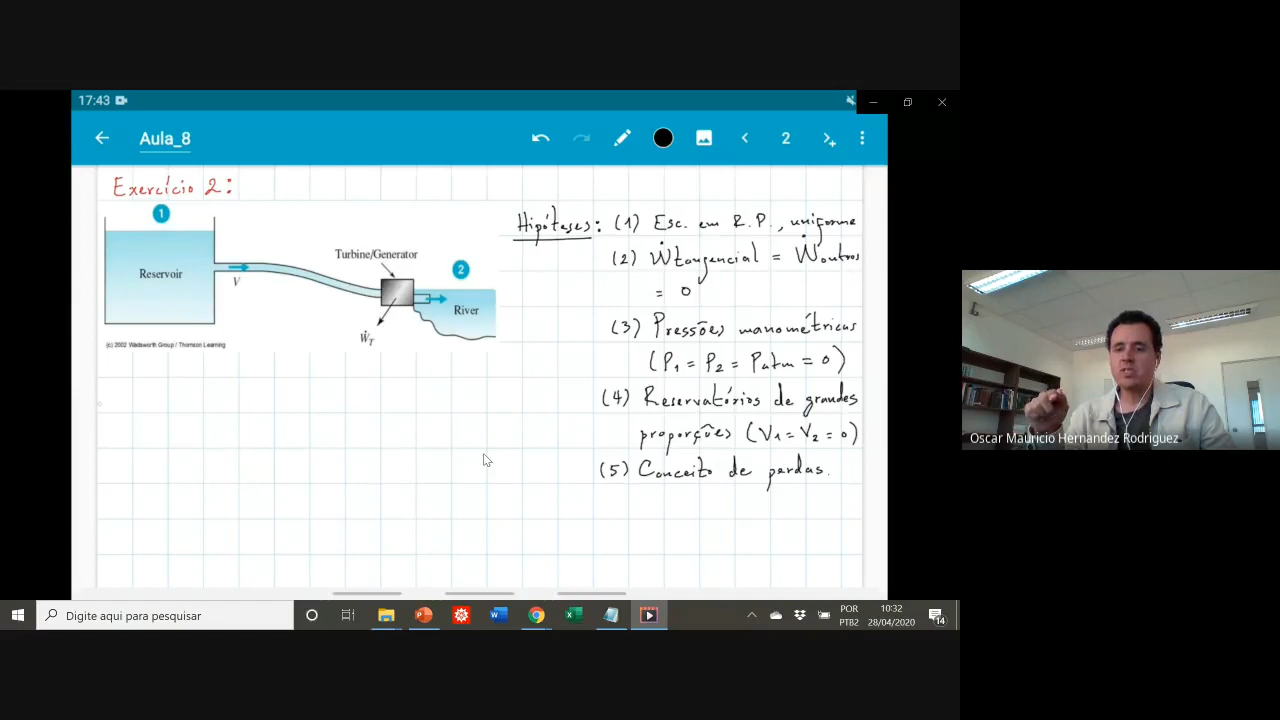 17:43
Aula_8
2
Exercício 2:
1
Reservoir
V
Turbine/Generator
ẆT
2
River
(c) 2002 Wadsworth Group / Thomson Learning
Hipóteses: (1) Esc. em R.P., uniforme
(2) Ẇtangencial = Ẇoutros
= 0
(3) Pressões manométricas
(P1 = P2 = Patm = 0)
(4) Reservatórios de grandes
proporções (V1 = V2 = 0)
(5) Conceito de perdas.
Oscar Mauricio Hernandez Rodriguez
Digite aqui para pesquisar
POR
PTB2
10:32
28/04/2020
14